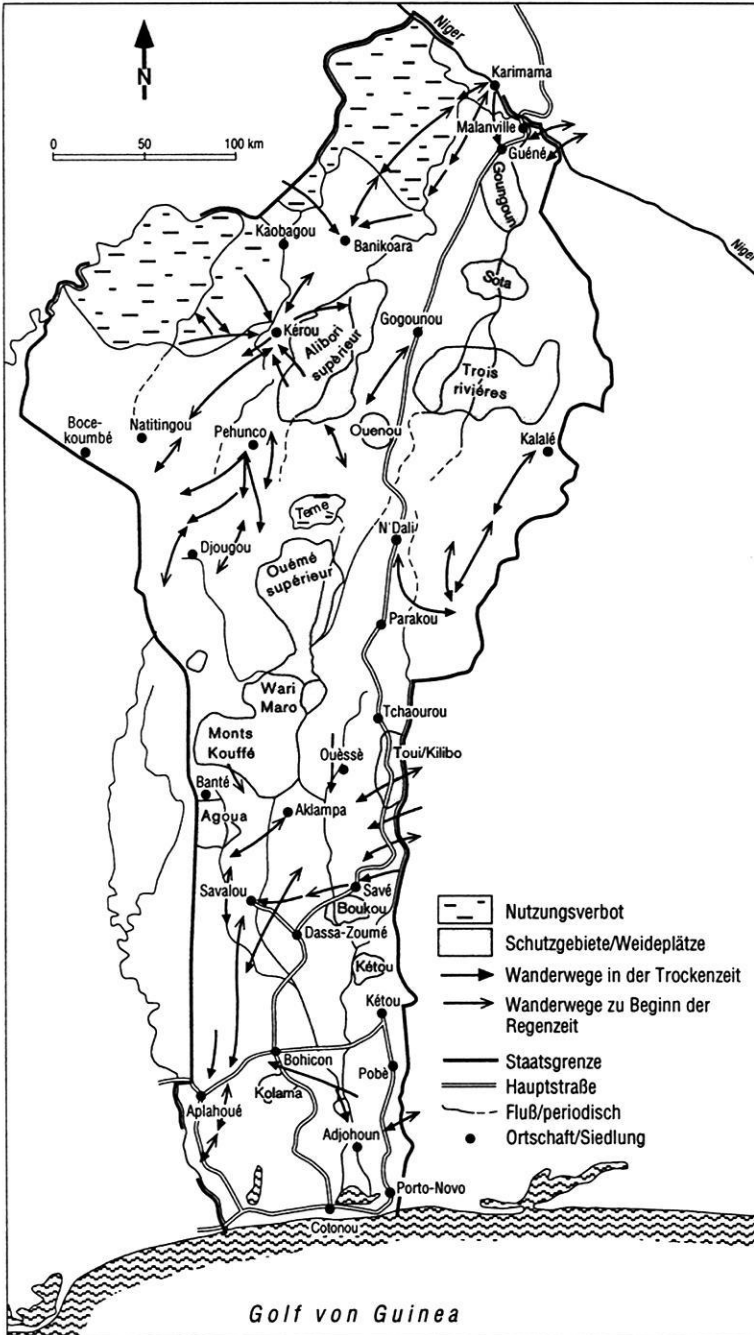 Niger
N
Karimama
0 50 100 km
Malanville
Guéné
Goungoun
Kaobagou
Banikoara
Niger
Sota
Kérou
Gogounou
Alibori
supérieur
Trois
riviéres
Natitingou
Boce-
koumbé
Pehunco
Ouenou
Kalalé
Teme
N'Dali
Djougou
Ouémé
supérieur
Parakou
Wari
Maro
Tchaourou
Monts
Kouffé
Ouèssè
Toui/Kilibo
Banté
Agoua
Aklampa
Savalou
Savé
Boukou
Dassa-Zoumé
Kétou
Kétou
Bohicon
Pobè
Aplahoué
Kolama
Adjohoun
Porto-Novo
Cotonou
Nutzungsverbot
Schutzgebiete/Weideplätze
Wanderwege in der Trockenzeit
Wanderwege zu Beginn der
Regenzeit
Staatsgrenze
Hauptstraße
Fluß/periodisch
Ortschaft/Siedlung
Golf von Guinea